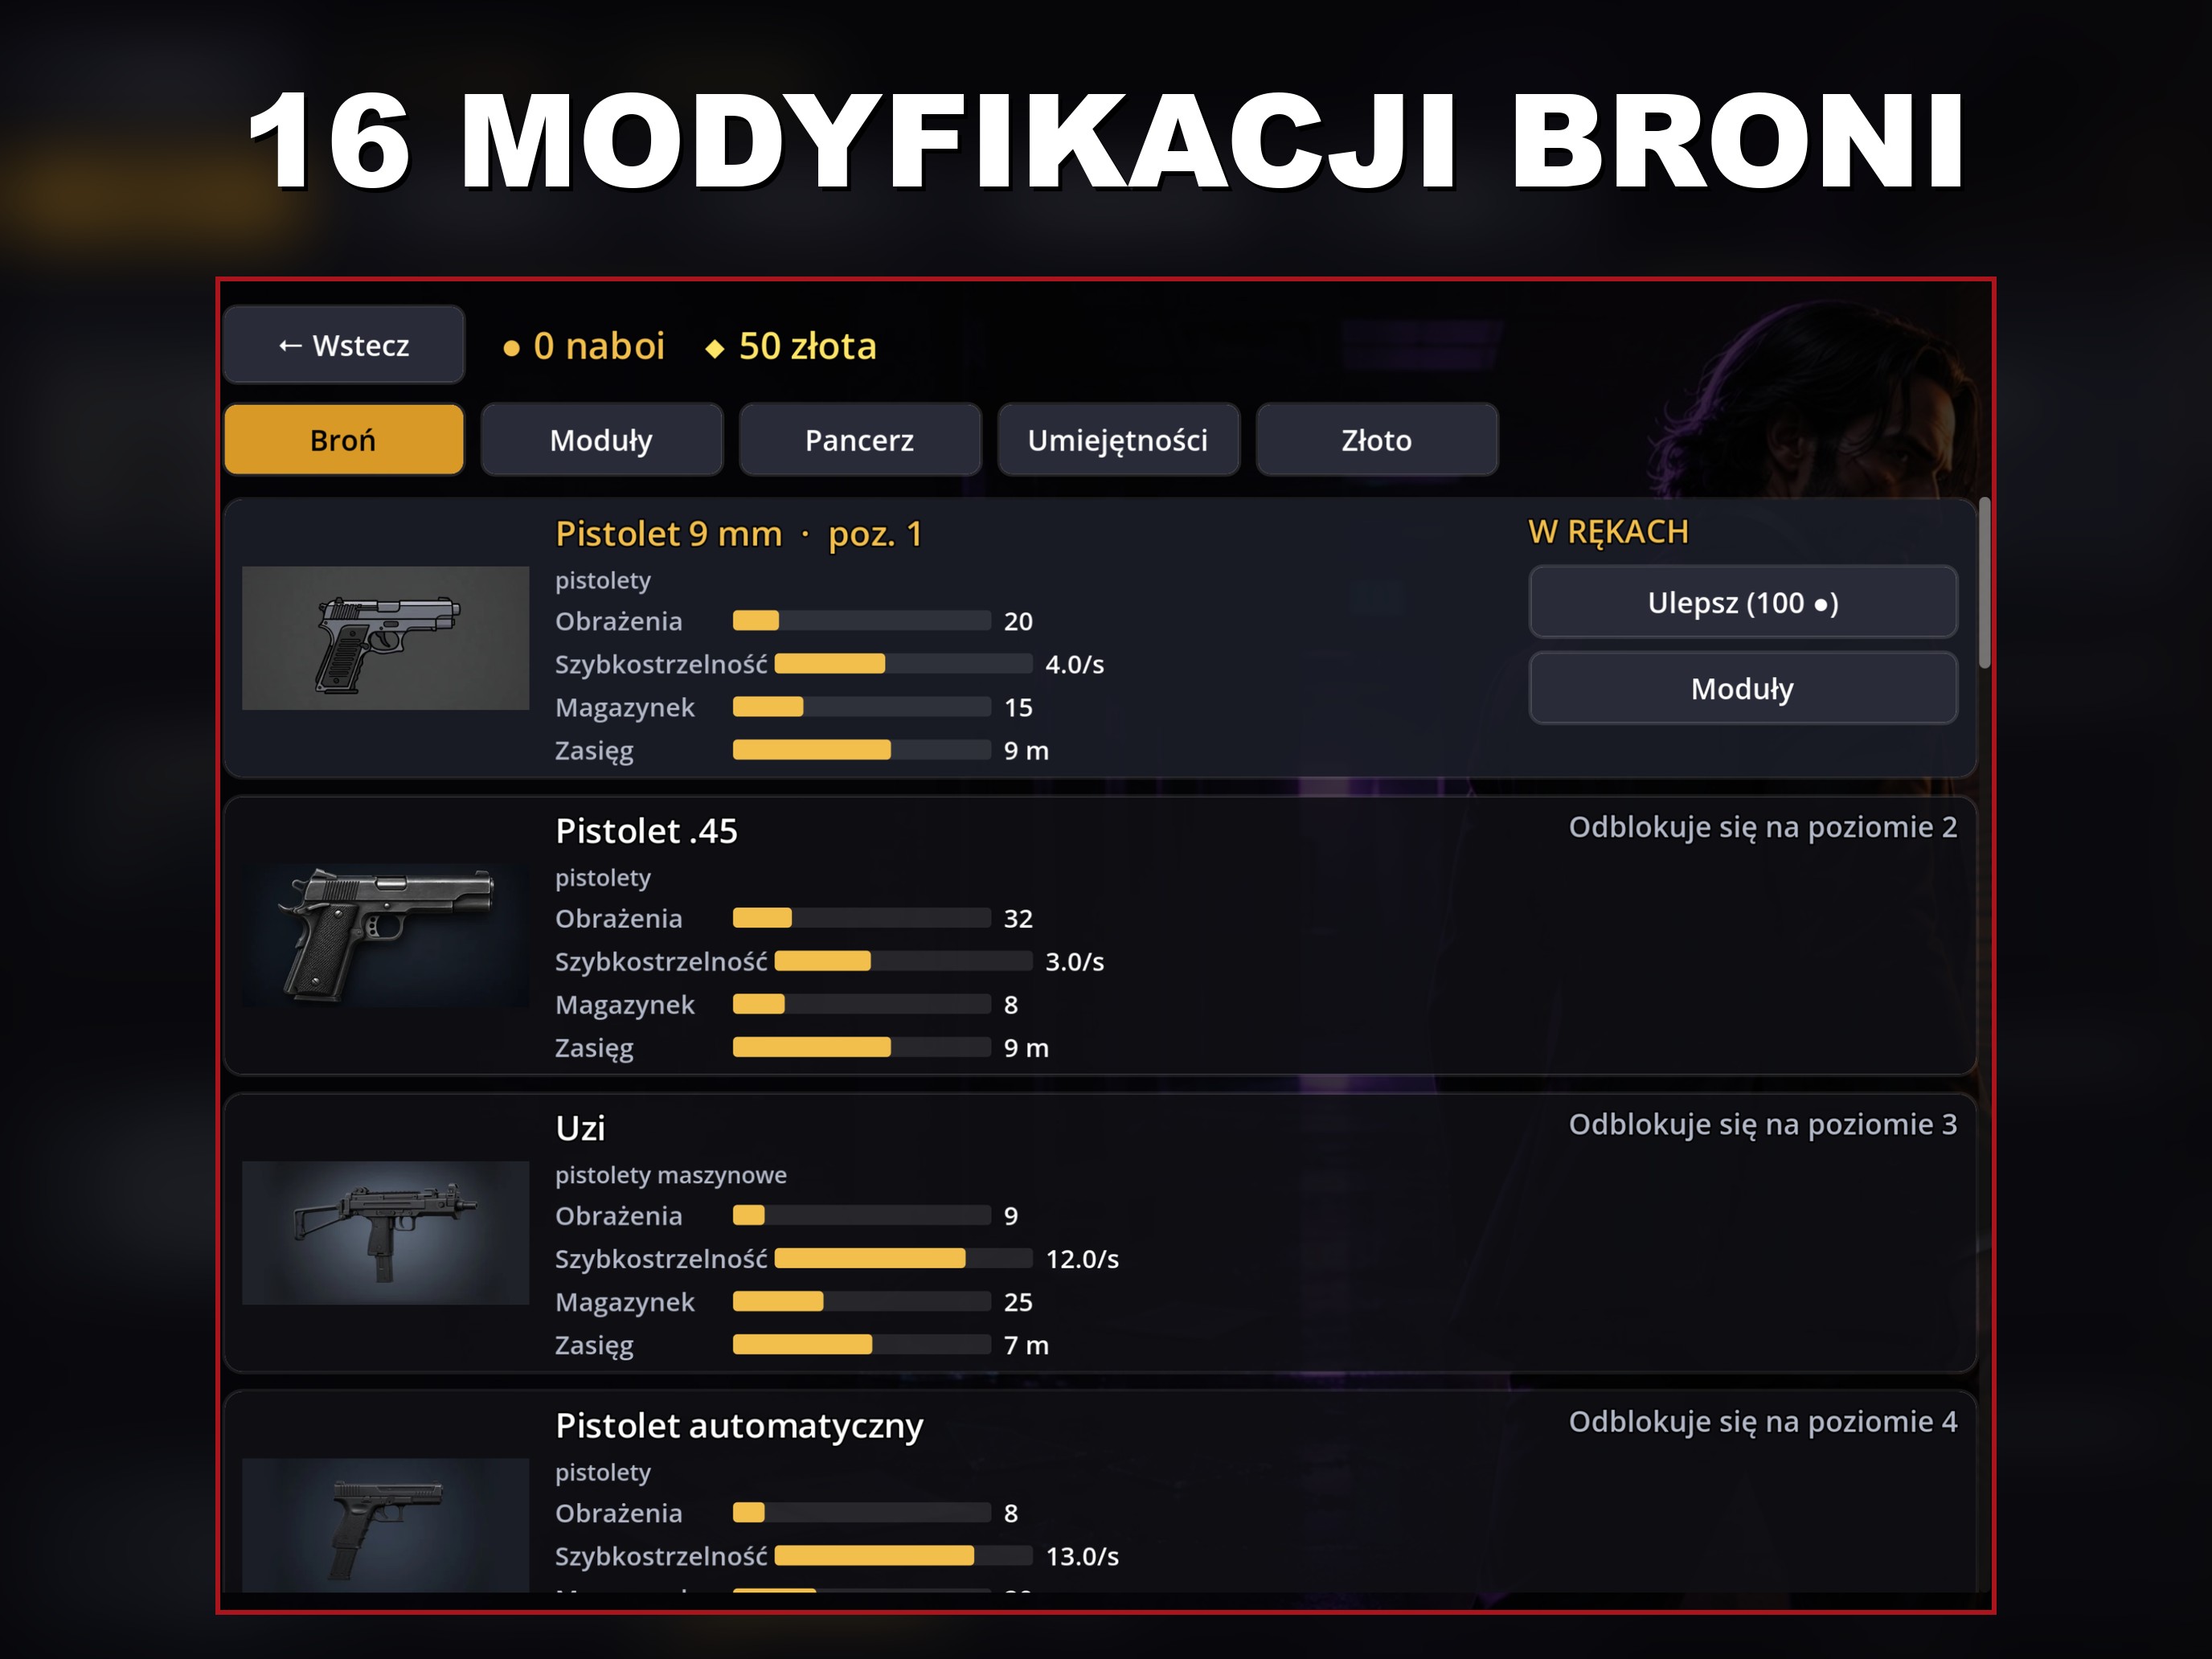 16 MODYFIKACJI BRONI
← Wstecz
● 0 naboi ◆ 50 złota
Broń Moduły Pancerz Umiejętności Złoto
Pistolet 9 mm · poz. 1
W RĘKACH
pistolety
Ulepsz (100 ●)
Obrażenia 20
Szybkostrzelność 4.0/s
Moduły
Magazynek 15
Zasięg 9 m
Pistolet .45
Odblokuje się na poziomie 2
pistolety
Obrażenia 32
Szybkostrzelność 3.0/s
Magazynek 8
Zasięg 9 m
Uzi
Odblokuje się na poziomie 3
pistolety maszynowe
Obrażenia 9
Szybkostrzelność 12.0/s
Magazynek 25
Zasięg 7 m
Pistolet automatyczny
Odblokuje się na poziomie 4
pistolety
Obrażenia 8
Szybkostrzelność 13.0/s